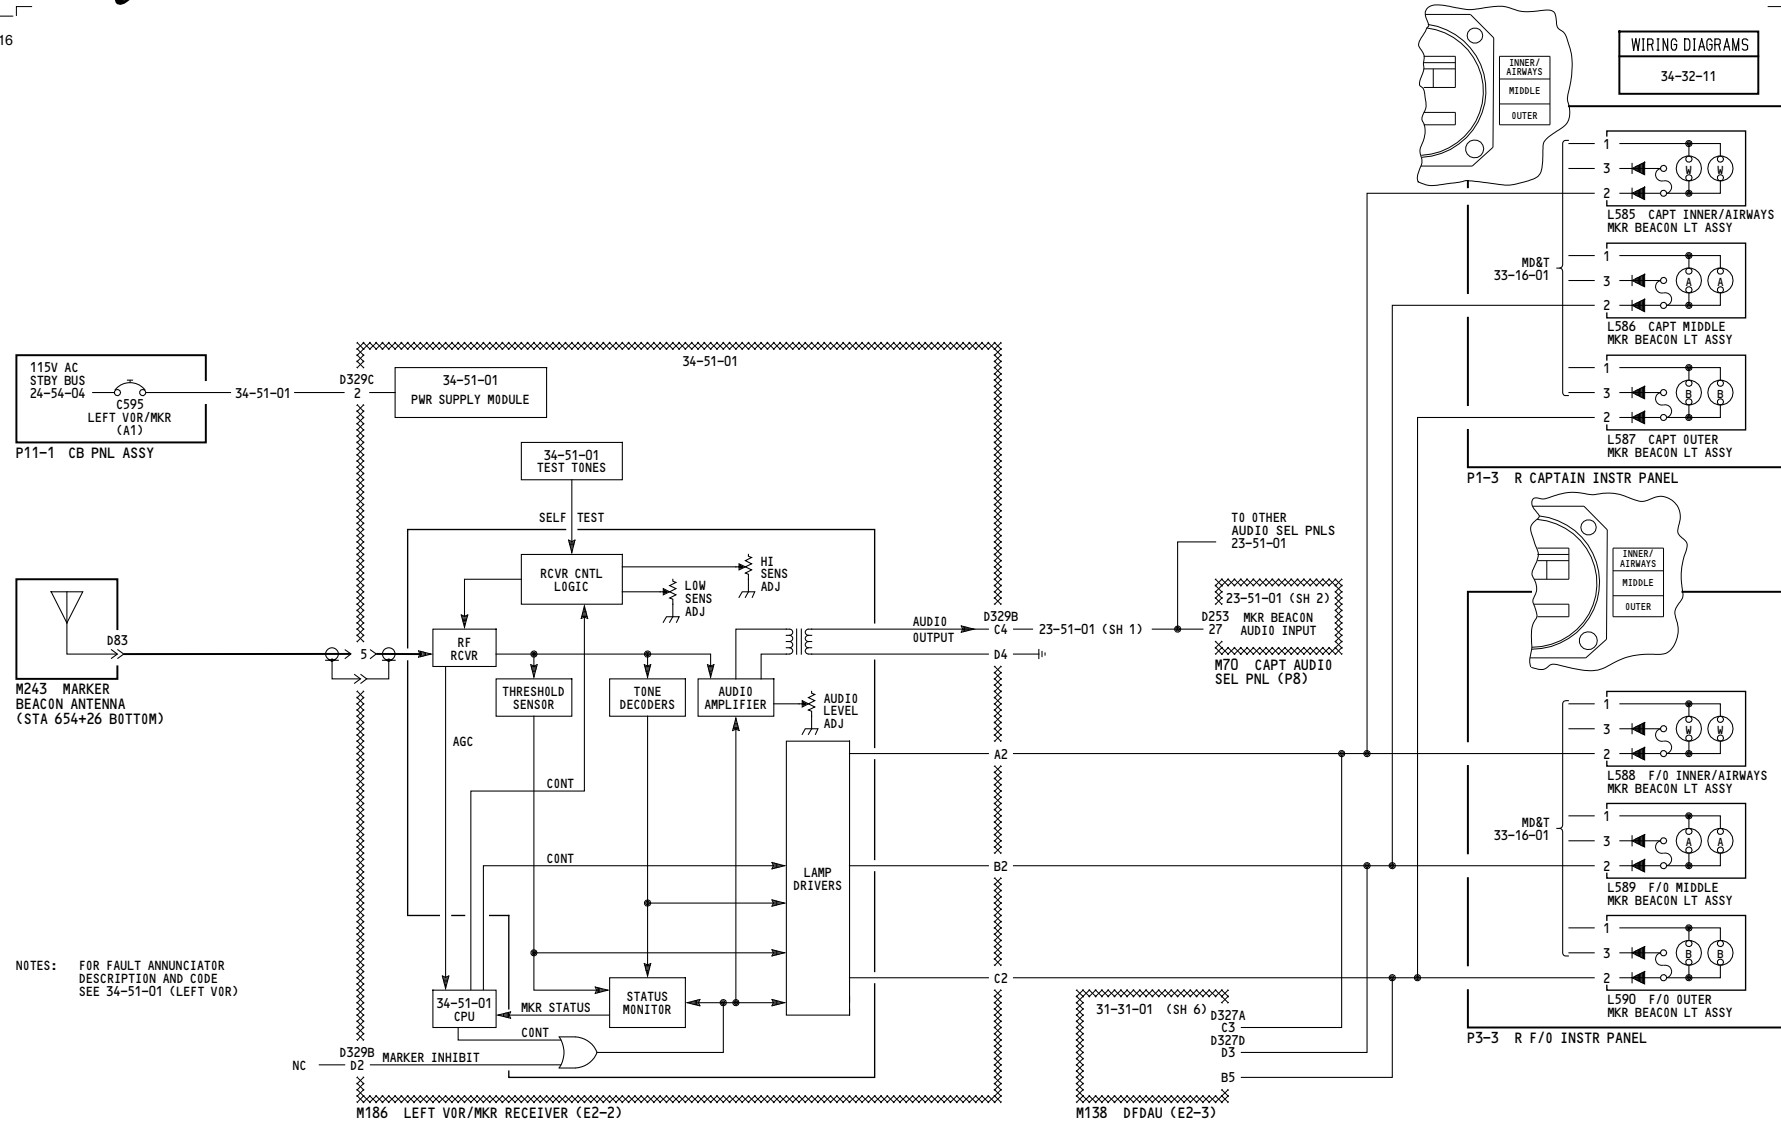 16
WIRING DIAGRAMS
34-32-11
INNER/
AIRWAYS
MIDDLE
OUTER
1
3
2
W
W
L585 CAPT INNER/AIRWAYS
MKR BEACON LT ASSY
MD&T
33-16-01
1
3
2
A
A
L586 CAPT MIDDLE
MKR BEACON LT ASSY
1
3
2
B
B
L587 CAPT OUTER
MKR BEACON LT ASSY
P1-3 R CAPTAIN INSTR PANEL
115V AC
STBY BUS
24-54-04
C595
LEFT VOR/MKR
(A1)
P11-1 CB PNL ASSY
34-51-01
D329C
2
34-51-01
34-51-01
PWR SUPPLY MODULE
34-51-01
TEST TONES
SELF TEST
RCVR CNTL
LOGIC
HI
SENS
ADJ
LOW
SENS
ADJ
D83
M243 MARKER
BEACON ANTENNA
(STA 654+26 BOTTOM)
5
RF
RCVR
THRESHOLD
SENSOR
TONE
DECODERS
AUDIO
AMPLIFIER
AUDIO
LEVEL
ADJ
AGC
CONT
CONT
LAMP
DRIVERS
34-51-01
CPU
MKR STATUS
STATUS
MONITOR
CONT
NC
D329B
D2
MARKER INHIBIT
M186 LEFT VOR/MKR RECEIVER (E2-2)
AUDIO
OUTPUT
D329B
C4
23-51-01 (SH 1)
D4
A2
B2
C2
TO OTHER
AUDIO SEL PNLS
23-51-01
23-51-01 (SH 2)
D253
27
MKR BEACON
AUDIO INPUT
M70 CAPT AUDIO
SEL PNL (P8)
31-31-01 (SH 6)
D327A
C3
D327D
D3
B5
M138 DFDAU (E2-3)
INNER/
AIRWAYS
MIDDLE
OUTER
1
3
2
W
W
L588 F/O INNER/AIRWAYS
MKR BEACON LT ASSY
MD&T
33-16-01
1
3
2
A
A
L589 F/O MIDDLE
MKR BEACON LT ASSY
1
3
2
B
B
L590 F/O OUTER
MKR BEACON LT ASSY
P3-3 R F/O INSTR PANEL
NOTES: FOR FAULT ANNUNCIATOR
DESCRIPTION AND CODE
SEE 34-51-01 (LEFT VOR)